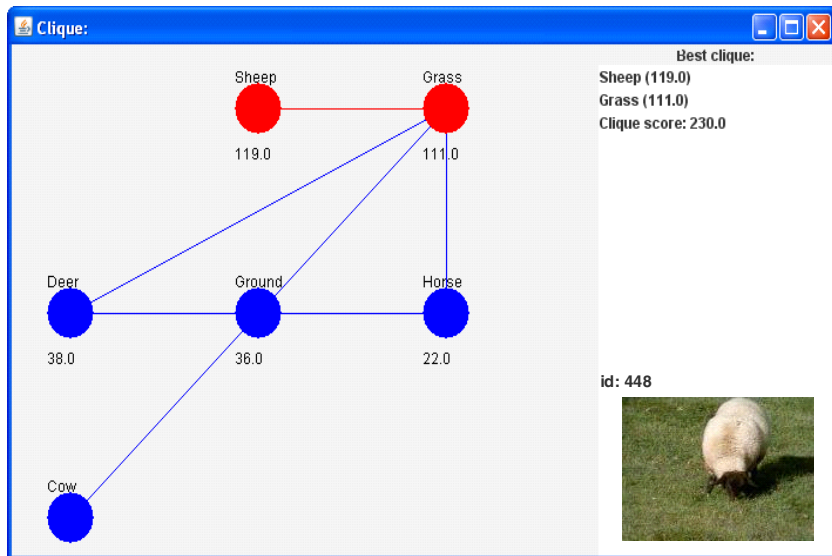 Clique:
Best clique:
Sheep (119.0)
Grass (111.0)
Clique score: 230.0
Sheep
Grass
119.0
111.0
Deer
Ground
Horse
38.0
36.0
22.0
Cow
id: 448